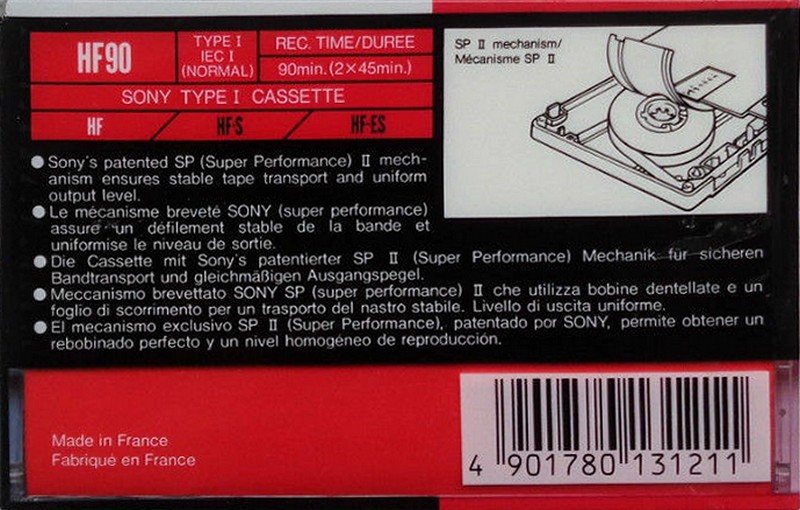 HF90
TYPE I
IEC I
(NORMAL)
REC. TIME/DUREE
90min. (2×45min.)
SONY TYPE I CASSETTE
HF / HF-S / HF-ES
SP II mechanism/
Mécanisme SP II
● Sony's patented SP (Super Performance) II mech-
anism ensures stable tape transport and uniform
output level.
● Le mécanisme breveté SONY (super performance)
assure un défilement stable de la bande et
uniformise le niveau de sortie.
● Die Cassette mit Sony's patentierter SP II (Super Performance) Mechanik für sicheren
Bandtransport und gleichmäßigen Ausgangspegel.
● Meccanismo brevettato SONY SP (super performance) II che utilizza bobine dentellate e un
foglio di scorrimento per un trasporto del nastro stabile. Livello di uscita uniforme.
● El mecanismo exclusivo SP II (Super Performance), patentado por SONY, permite obtener un
rebobinado perfecto y un nivel homogéneo de reproducción.
Made in France
Fabriqué en France
4 901780 131211